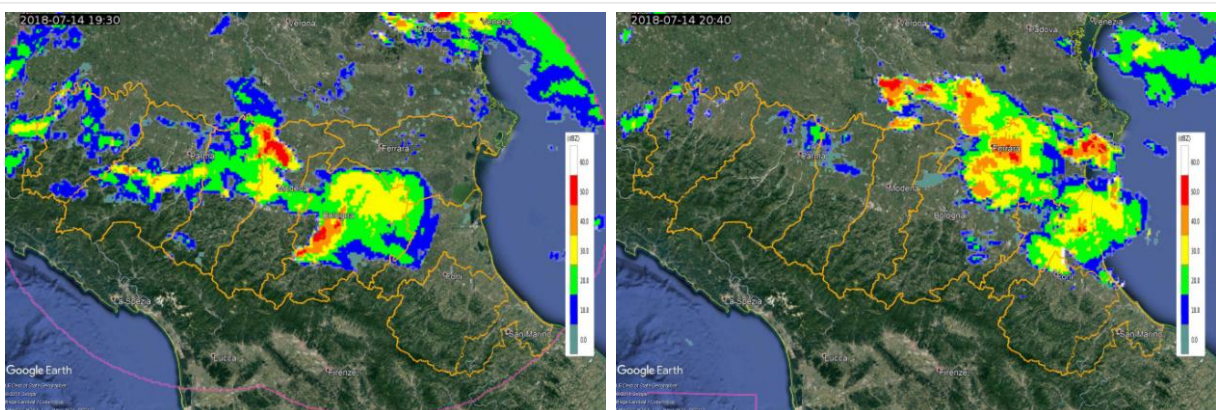 2018-07-14 19:30
Verona
Padova
Venezia
Parma
Ferrara
Modena
Bologna
Forlì
La Spezia
San Marino
Lucca
Firenze
(dBZ)
60.0
50.0
40.0
30.0
20.0
10.0
0.0
Google Earth
2018-07-14 20:40
Verona
Padova
Venezia
Parma
Ferrara
Modena
Bologna
Forlì
La Spezia
San Marino
Lucca
Firenze
(dBZ)
60.0
50.0
40.0
30.0
20.0
10.0
0.0
Google Earth